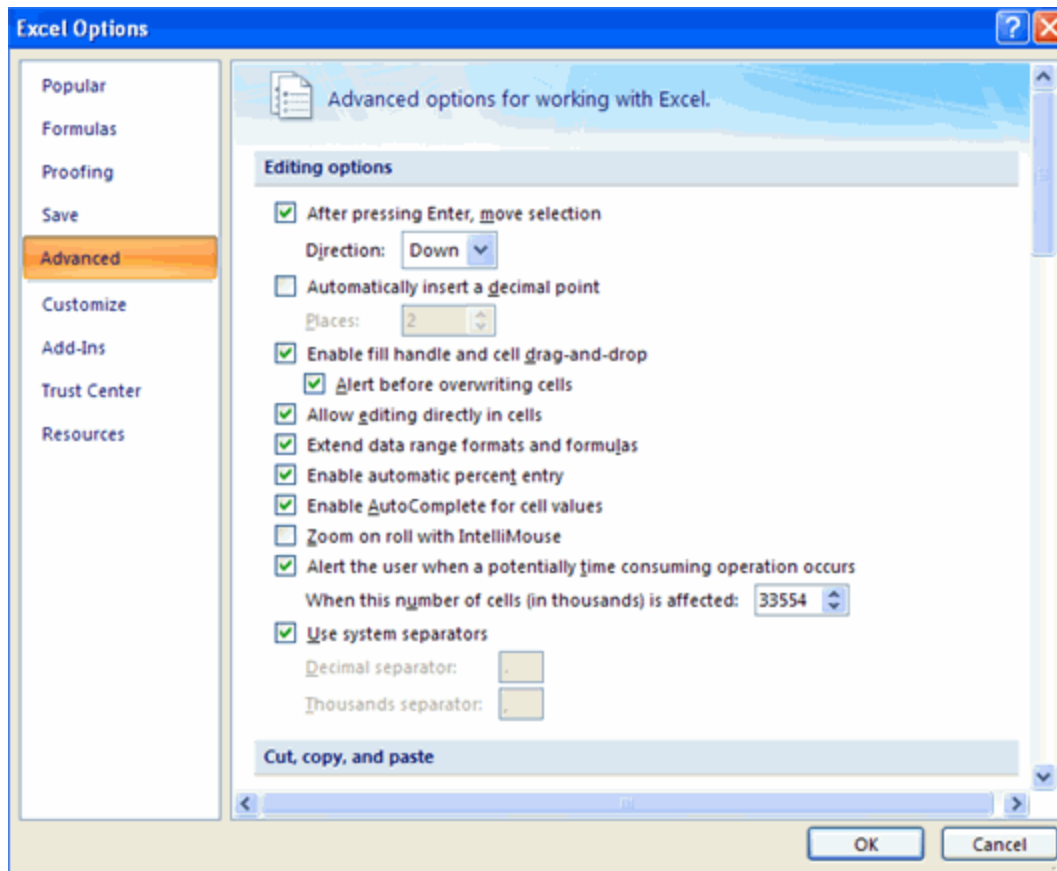 Excel Options
Popular
Formulas
Proofing
Save
Advanced
Customize
Add-Ins
Trust Center
Resources
Advanced options for working with Excel.
Editing options
After pressing Enter, move selection
Direction: Down
Automatically insert a decimal point
Places: 2
Enable fill handle and cell drag-and-drop
Alert before overwriting cells
Allow editing directly in cells
Extend data range formats and formulas
Enable automatic percent entry
Enable AutoComplete for cell values
Zoom on roll with IntelliMouse
Alert the user when a potentially time consuming operation occurs
When this number of cells (in thousands) is affected: 33554
Use system separators
Decimal separator: .
Thousands separator: ,
Cut, copy, and paste
OK Cancel